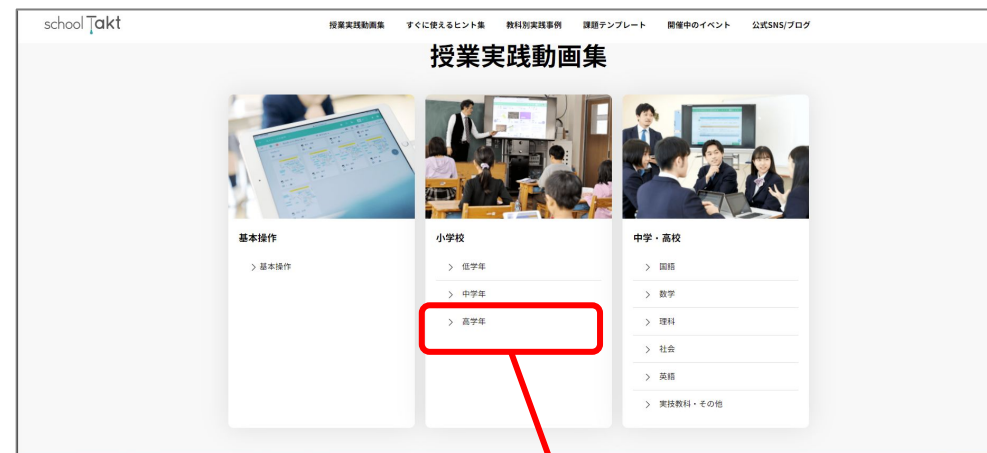 school Takt
授業実践動画集 すぐに使えるヒント集 教科別実践事例 課題テンプレート 開催中のイベント 公式SNS/ブログ
授業実践動画集
基本操作
> 基本操作
小学校
> 低学年
> 中学年
> 高学年
中学・高校
> 国語
> 数学
> 理科
> 社会
> 英語
> 実技教科・その他